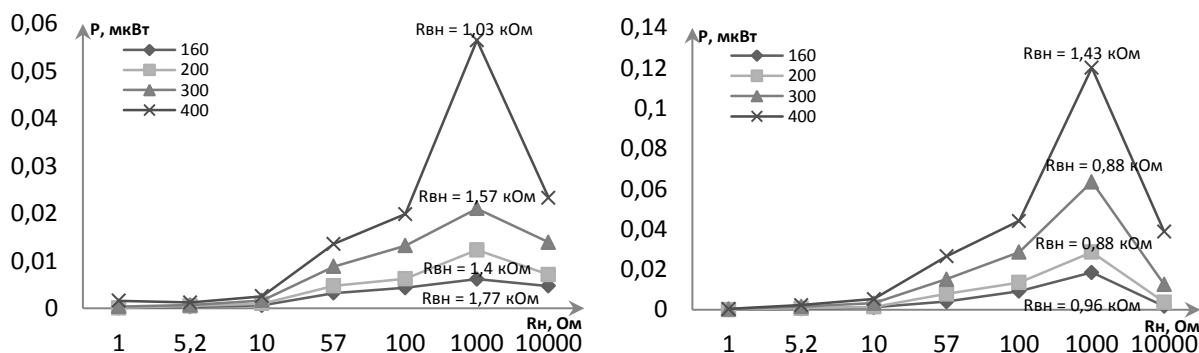 0,06
P, мкВт
Rвн = 1,03 кОм
160
0,05
200
300
0,04
400
0,03
Rвн = 1,57 кОм
0,02
0,01
Rвн = 1,4 кОм
Rвн = 1,77 кОм
0
Rн, Ом
1 5,2 10 57 100 1000 10000
0,14
P, мкВт
160
Rвн = 1,43 кОм
0,12
200
300
0,1
400
0,08
Rвн = 0,88 кОм
0,06
0,04
Rвн = 0,88 кОм
0,02
Rвн = 0,96 кОм
0
Rн, Ом
1 5,2 10 57 100 1000 10000